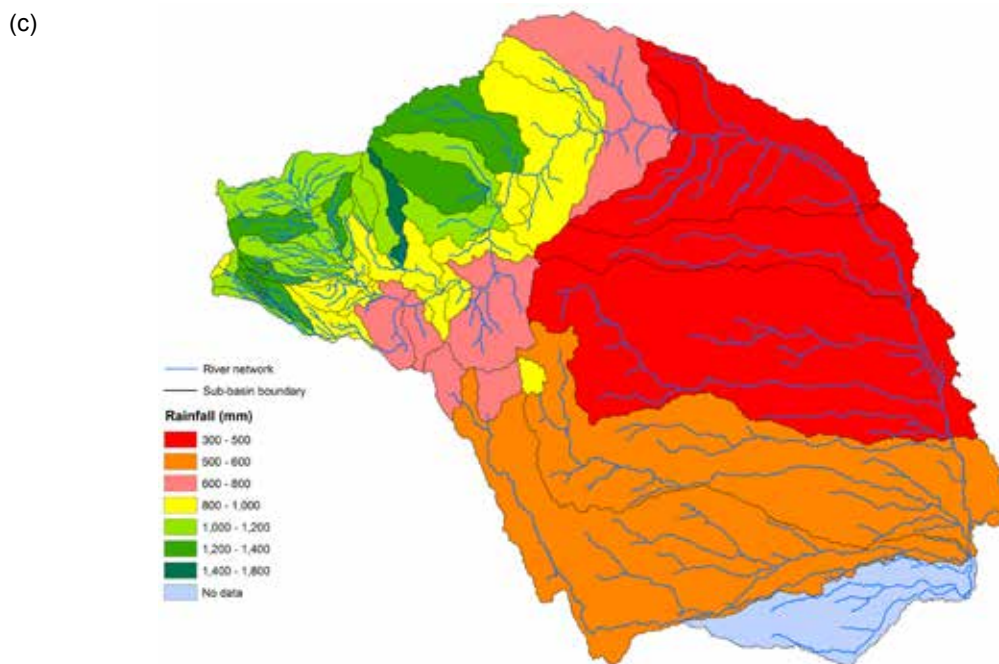 (c)
River network
Sub-basin boundary
Rainfall (mm)
300 - 500
500 - 600
600 - 800
800 - 1,000
1,000 - 1,200
1,200 - 1,400
1,400 - 1,800
No data